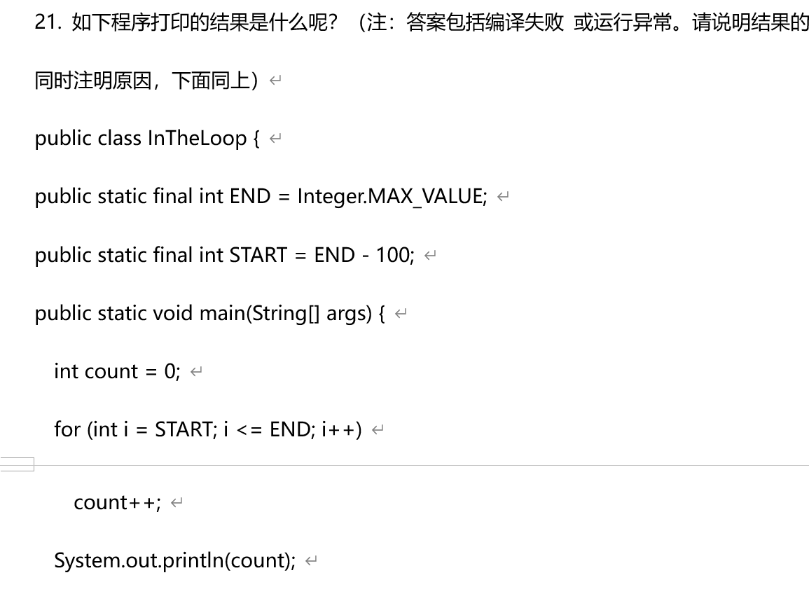 21. 如下程序打印的结果是什么呢？（注：答案包括编译失败 或运行异常。请说明结果的
同时注明原因，下面同上）
public class InTheLoop {
public static final int END = Integer.MAX_VALUE;
public static final int START = END - 100;
public static void main(String[] args) {
int count = 0;
for (int i = START; i <= END; i++)
count++;
System.out.println(count);